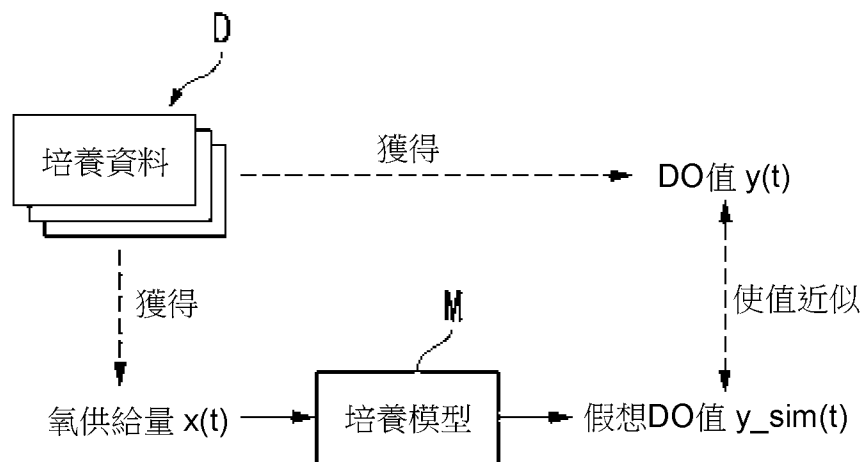 D
培養資料
獲得
DO值 y(t)
獲得
M
使值近似
氧供給量 x(t)
培養模型
假想DO值 y_sim(t)